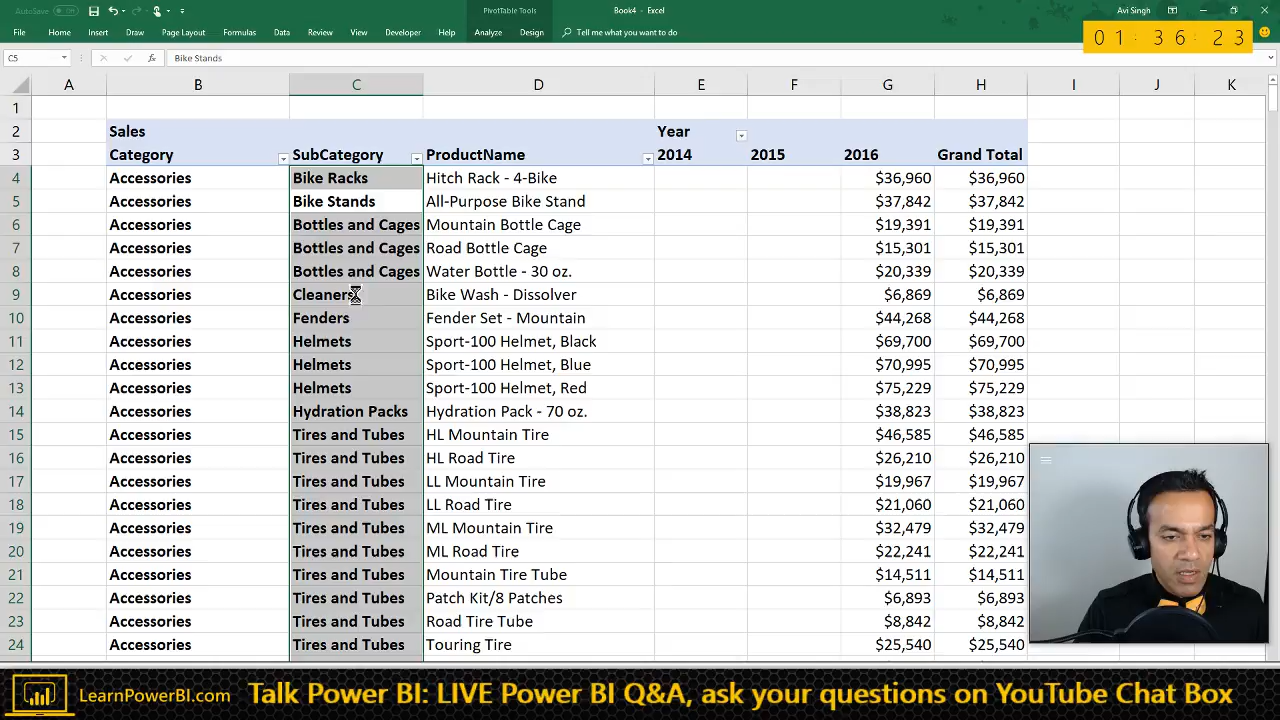 AutoSave Off PivotTable Tools Book4 - Excel Avi Singh
File Home Insert Draw Page Layout Formulas Data Review View Developer Help Analyze Design Tell me what you want to do
01:36:23
C5 fx Bike Stands
A B C D E F G H I J K
1
2 Sales Year
3 Category SubCategory ProductName 2014 2015 2016 Grand Total
4 Accessories Bike Racks Hitch Rack - 4-Bike $36,960 $36,960
5 Accessories Bike Stands All-Purpose Bike Stand $37,842 $37,842
6 Accessories Bottles and Cages Mountain Bottle Cage $19,391 $19,391
7 Accessories Bottles and Cages Road Bottle Cage $15,301 $15,301
8 Accessories Bottles and Cages Water Bottle - 30 oz. $20,339 $20,339
9 Accessories Cleaners Bike Wash - Dissolver $6,869 $6,869
10 Accessories Fenders Fender Set - Mountain $44,268 $44,268
11 Accessories Helmets Sport-100 Helmet, Black $69,700 $69,700
12 Accessories Helmets Sport-100 Helmet, Blue $70,995 $70,995
13 Accessories Helmets Sport-100 Helmet, Red $75,229 $75,229
14 Accessories Hydration Packs Hydration Pack - 70 oz. $38,823 $38,823
15 Accessories Tires and Tubes HL Mountain Tire $46,585 $46,585
16 Accessories Tires and Tubes HL Road Tire $26,210 $26,210
17 Accessories Tires and Tubes LL Mountain Tire $19,967 $19,967
18 Accessories Tires and Tubes LL Road Tire $21,060 $21,060
19 Accessories Tires and Tubes ML Mountain Tire $32,479 $32,479
20 Accessories Tires and Tubes ML Road Tire $22,241 $22,241
21 Accessories Tires and Tubes Mountain Tire Tube $14,511 $14,511
22 Accessories Tires and Tubes Patch Kit/8 Patches $6,893 $6,893
23 Accessories Tires and Tubes Road Tire Tube $8,842 $8,842
24 Accessories Tires and Tubes Touring Tire $25,540 $25,540
LearnPowerBI.com Talk Power BI: LIVE Power BI Q&A, ask your questions on YouTube Chat Box